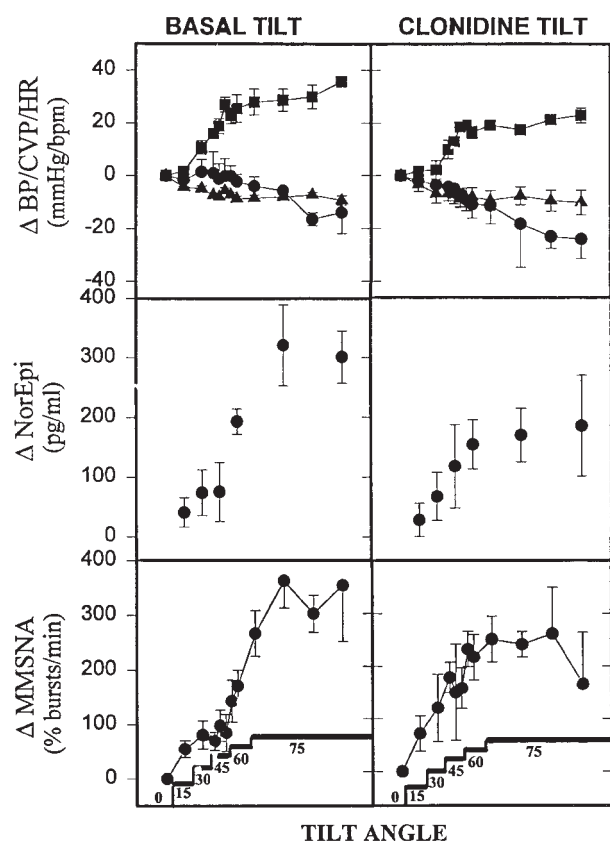 BASAL TILT
CLONIDINE TILT
Δ BP/CVP/HR
(mmHg/bpm)
40
20
0
-20
-40
Δ NorEpi
(pg/ml)
400
300
200
100
0
Δ MMSNA
(% bursts/min)
400
300
200
100
0
0 15 30 45 60 75
0 15 30 45 60 75
TILT ANGLE